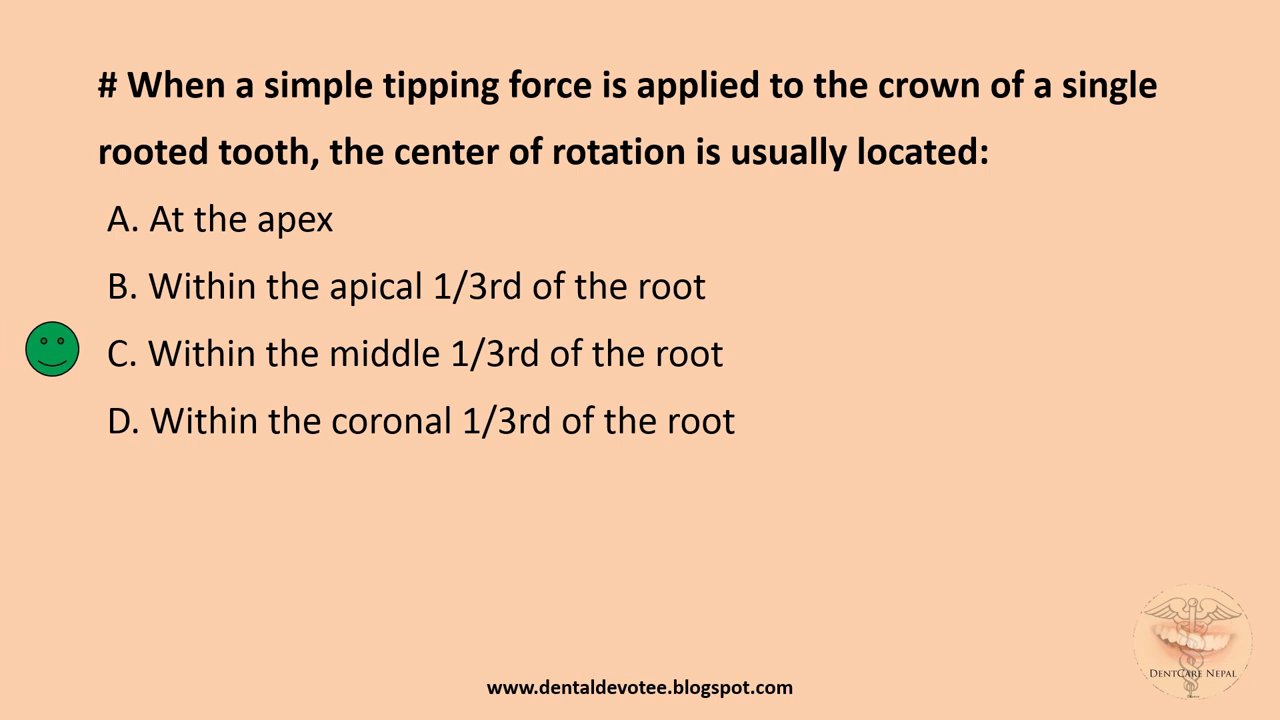 # When a simple tipping force is applied to the crown of a single
rooted tooth, the center of rotation is usually located:
A. At the apex
B. Within the apical 1/3rd of the root
C. Within the middle 1/3rd of the root
D. Within the coronal 1/3rd of the root
DentCare Nepal
www.dentaldevotee.blogspot.com